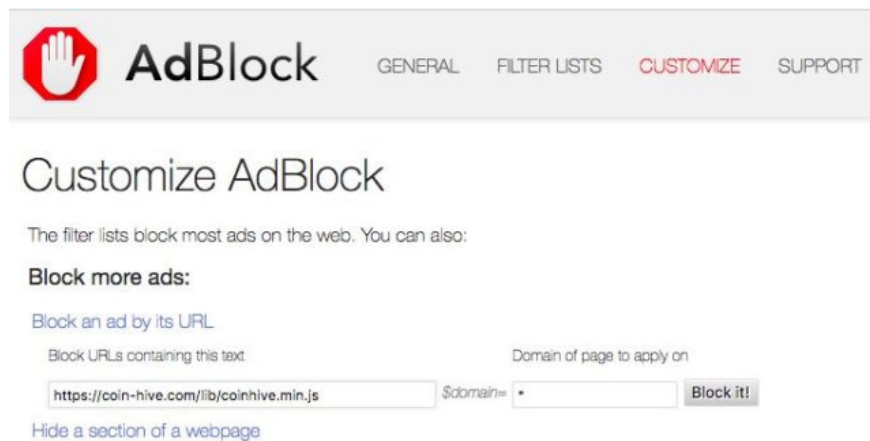 AdBlock GENERAL FILTER LISTS CUSTOMIZE SUPPORT
Customize AdBlock
The filter lists block most ads on the web. You can also:
Block more ads:
Block an ad by its URL
Block URLs containing this text Domain of page to apply on
https://coin-hive.com/lib/coinhive.min.js $domain= * Block it!
Hide a section of a webpage